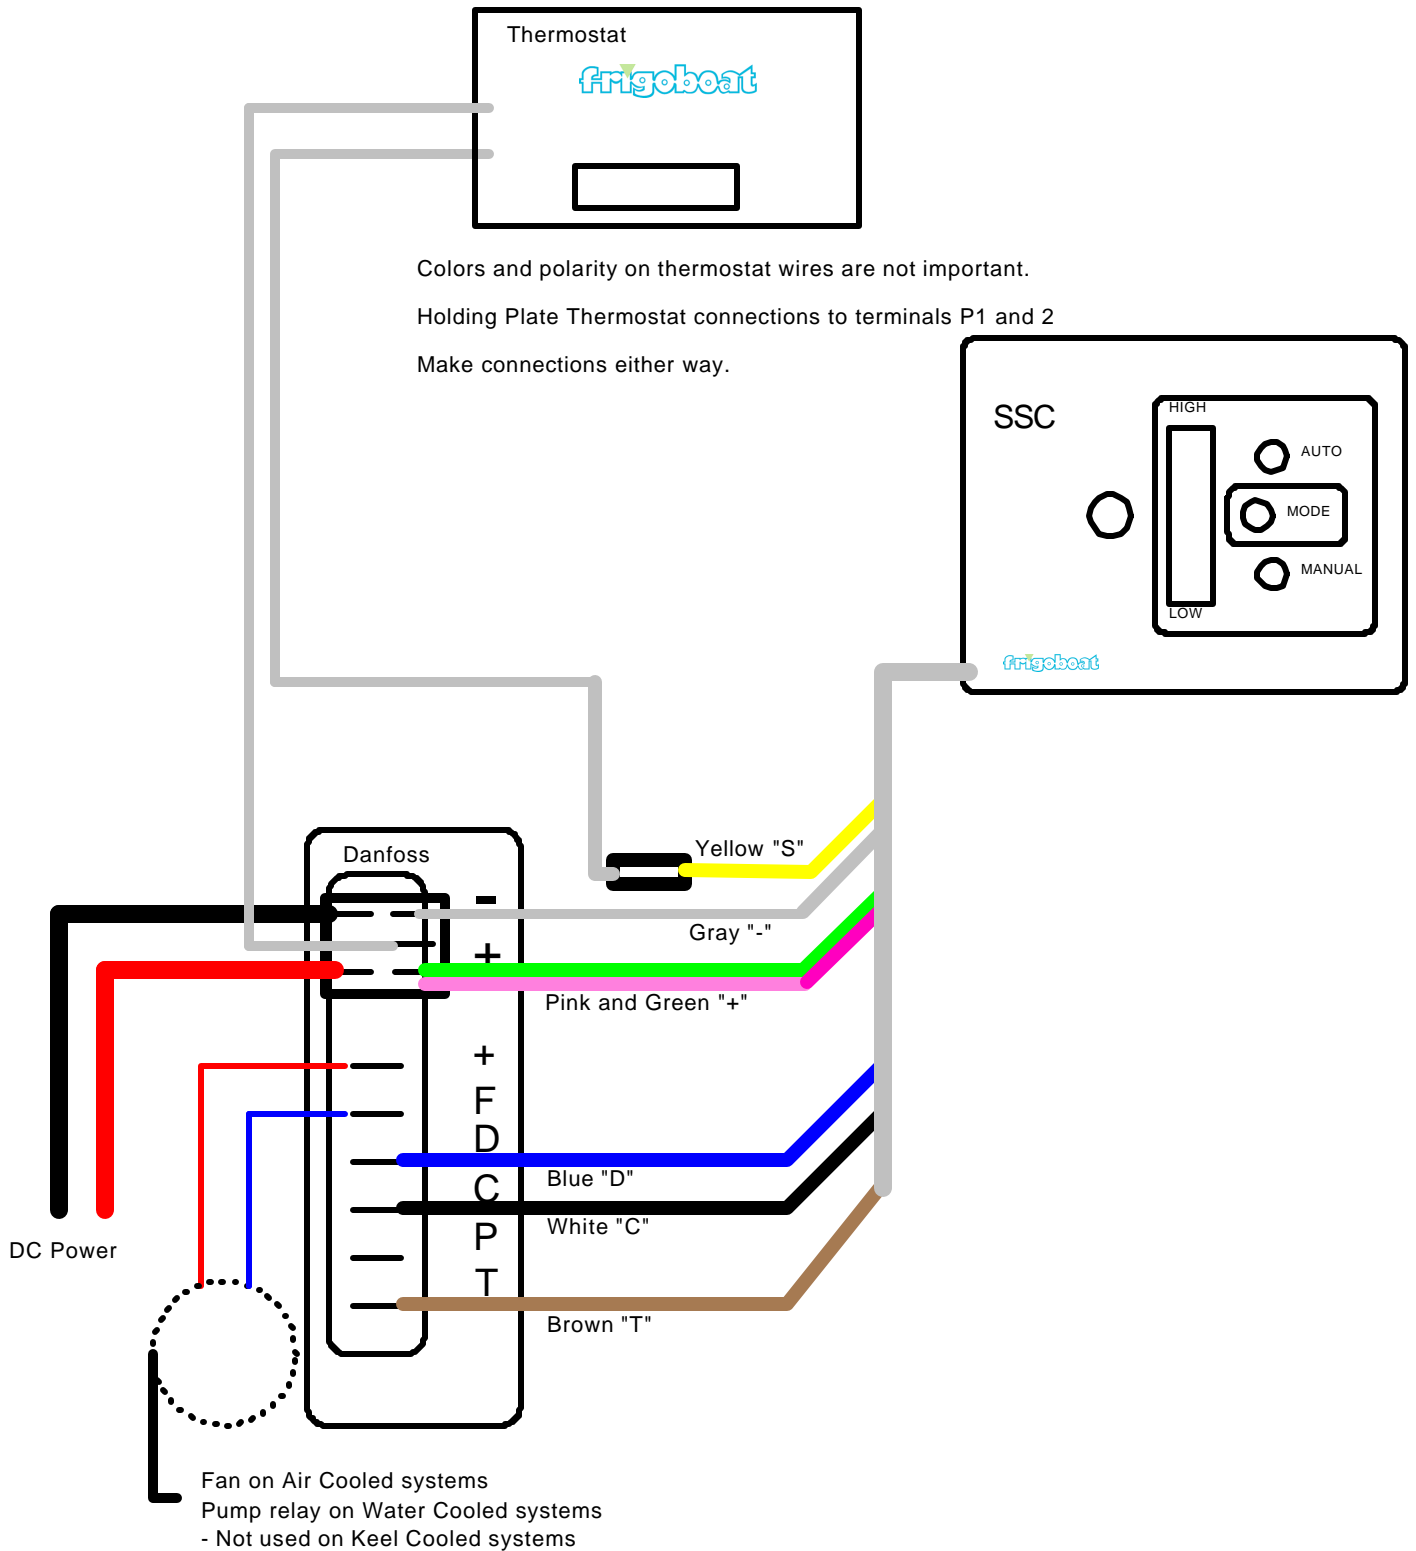 Thermostat
frigoboat
Colors and polarity on thermostat wires are not important.
Holding Plate Thermostat connections to terminals P1 and 2
Make connections either way.
SSC
HIGH
AUTO
MODE
MANUAL
LOW
frigoboat
Yellow "S"
Danfoss
-
Gray "-"
+
Pink and Green "+"
+
F
D
Blue "D"
C
White "C"
P
T
Brown "T"
DC Power
Fan on Air Cooled systems
Pump relay on Water Cooled systems
- Not used on Keel Cooled systems